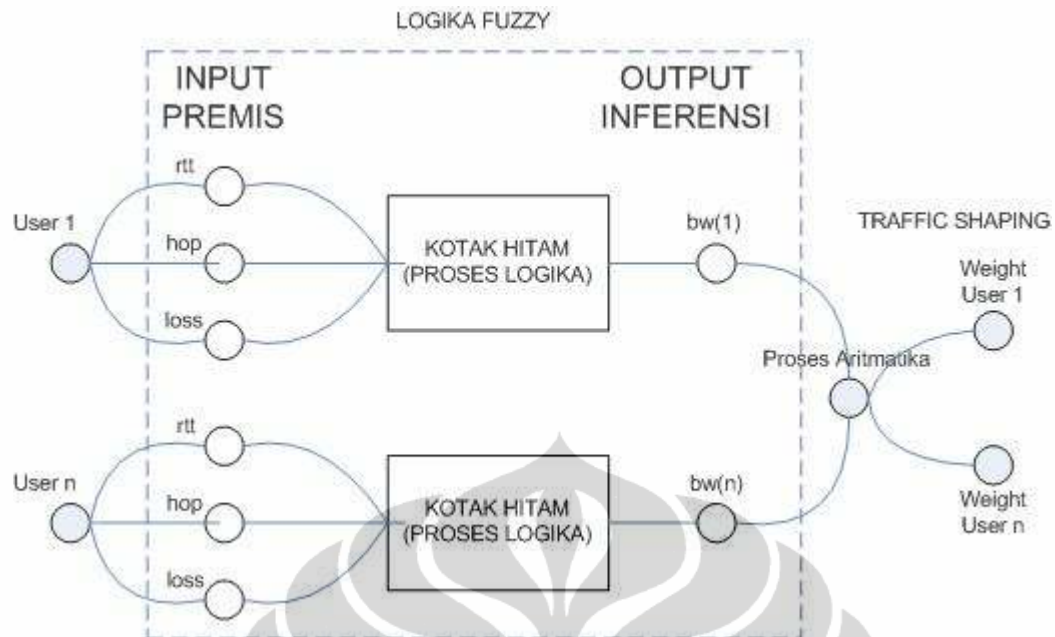 LOGIKA FUZZY
INPUT
PREMIS
OUTPUT
INFERENSI
rtt
User 1
hop
loss
KOTAK HITAM
(PROSES LOGIKA)
bw(1)
TRAFFIC SHAPING
Weight
User 1
Proses Aritmatika
rtt
User n
hop
loss
KOTAK HITAM
(PROSES LOGIKA)
bw(n)
Weight
User n